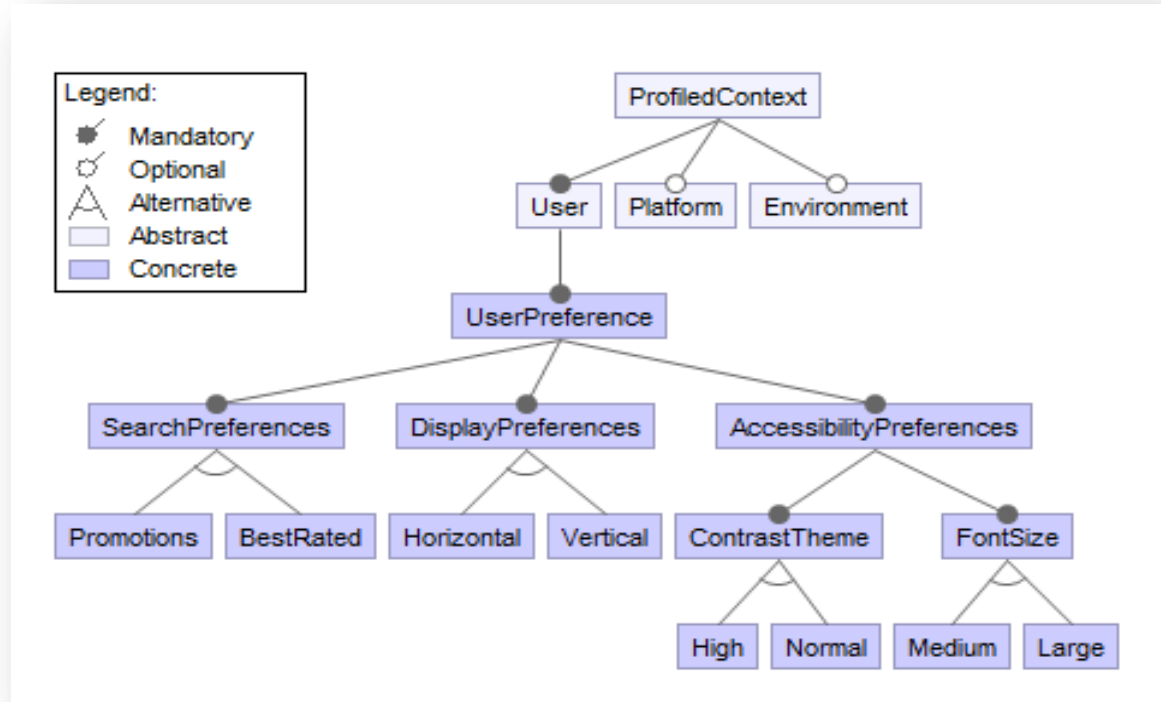 Legend:
Mandatory
Optional
Alternative
Abstract
Concrete
ProfiledContext
User Platform Environment
UserPreference
SearchPreferences DisplayPreferences AccessibilityPreferences
Promotions BestRated Horizontal Vertical ContrastTheme FontSize
High Normal Medium Large